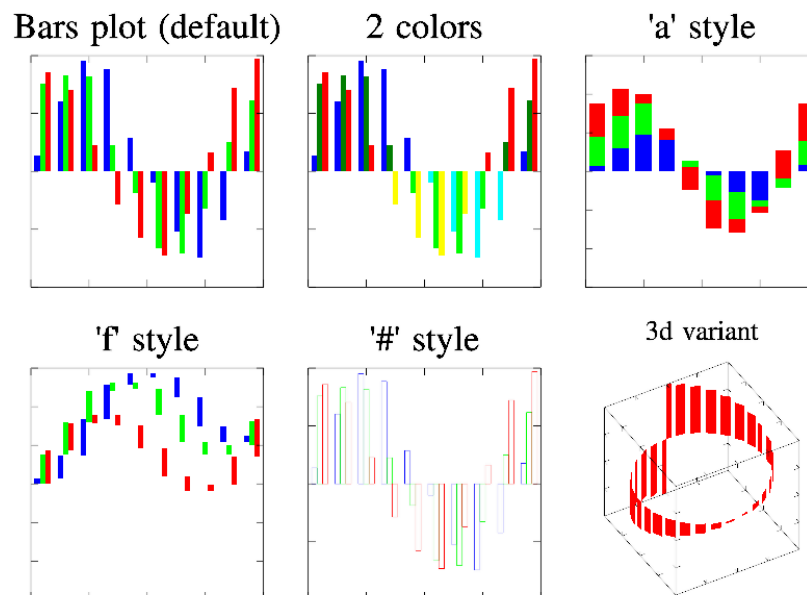 Bars plot (default)
2 colors
'a' style
'f' style
'#' style
3d variant